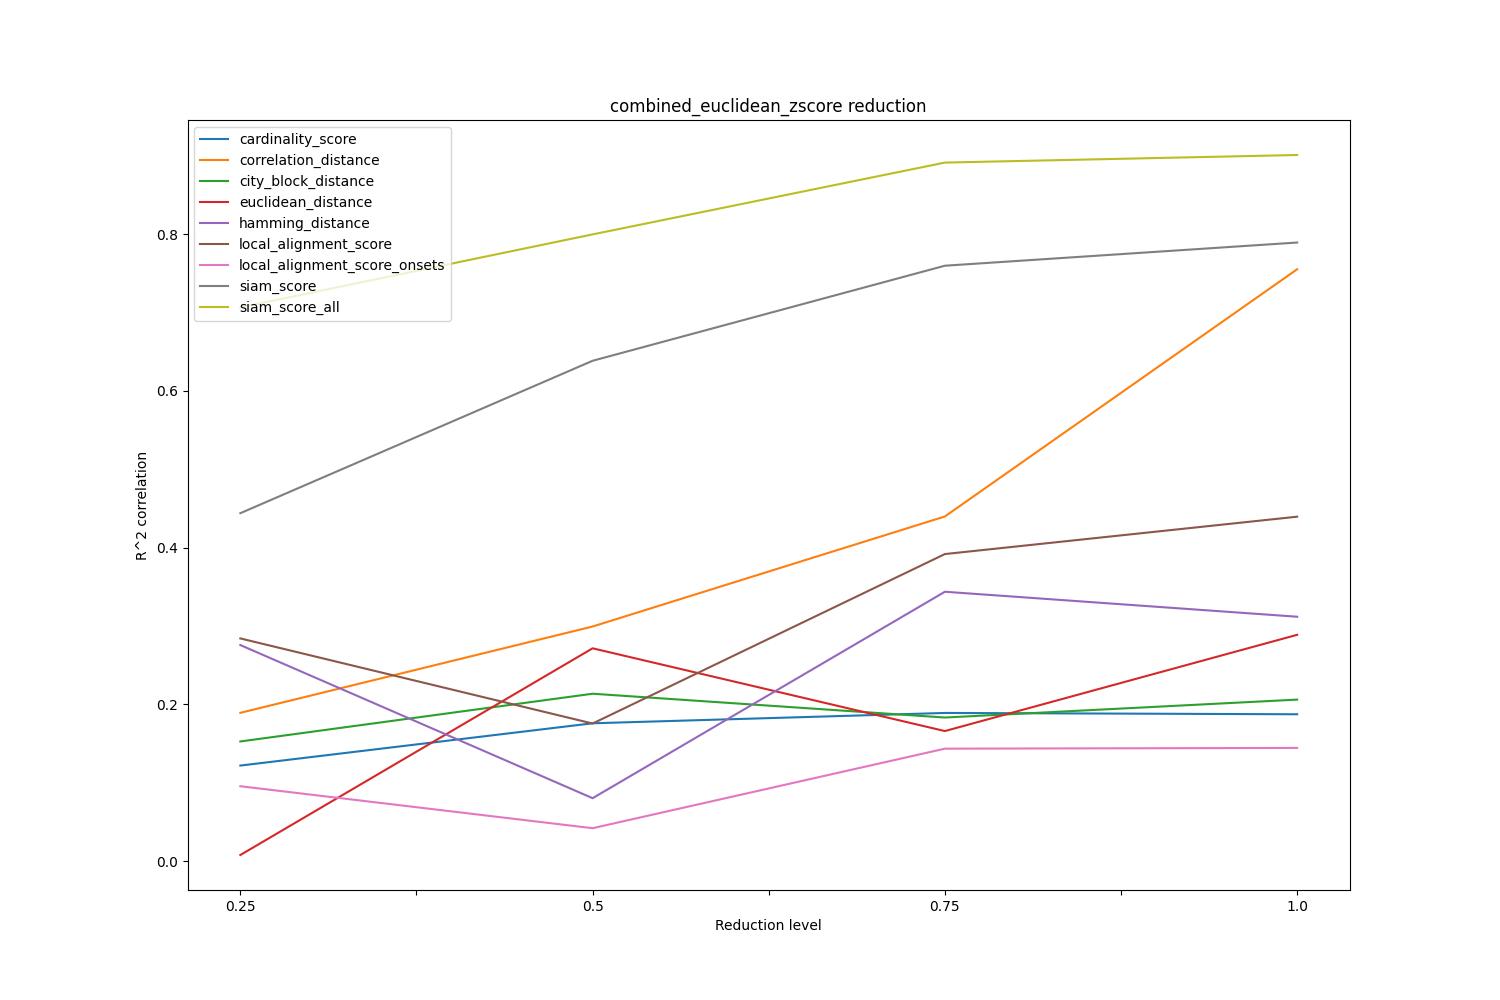 combined_euclidean_zscore reduction
cardinality_score
correlation_distance
city_block_distance
euclidean_distance
hamming_distance
local_alignment_score
local_alignment_score_onsets
siam_score
siam_score_all
R^2 correlation
0.8
0.6
0.4
0.2
0.0
0.25 0.5 0.75 1.0
Reduction level